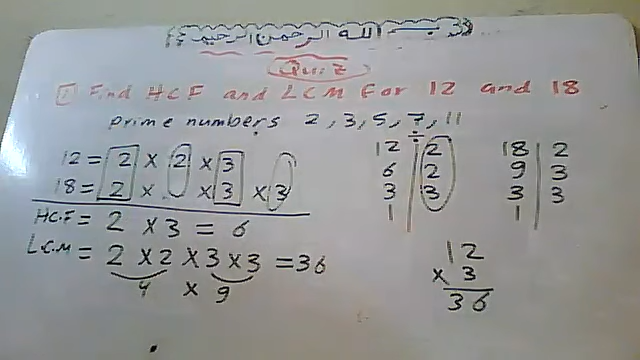 بسم الله الرحمن الرحيم
Quiz
1 Find HCF and LCM For 12 and 18
prime numbers 2, 3, 5, 7, 11
÷
12 = 2 × 2 × 3
18 = 2 × × 3 × 3
H.C.F = 2 × 3 = 6
L.C.M = 2 × 2 × 3 × 3 = 36
4 × 9
12 | 2
6 | 2
3 | 3
1 |
18 | 2
9 | 3
3 | 3
1 |
12
× 3
36